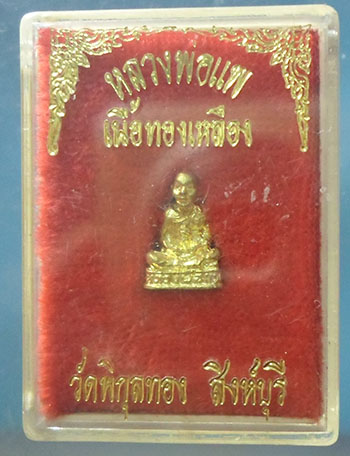 หลวงพ่อแพ
เนื้อทองเหลือง
วัดพิกุลทอง สิงห์บุรี